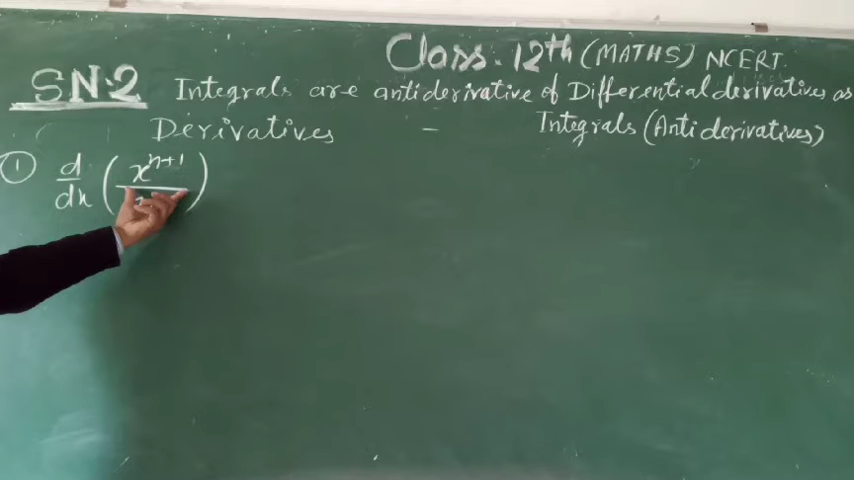 Class. 12th (MATHS) NCERT.
SN.2 Integrals are antiderivative of Differential derivatives as
Derivatives — Integrals (Anti derivatives)
① d/dx (x^{n+1}/